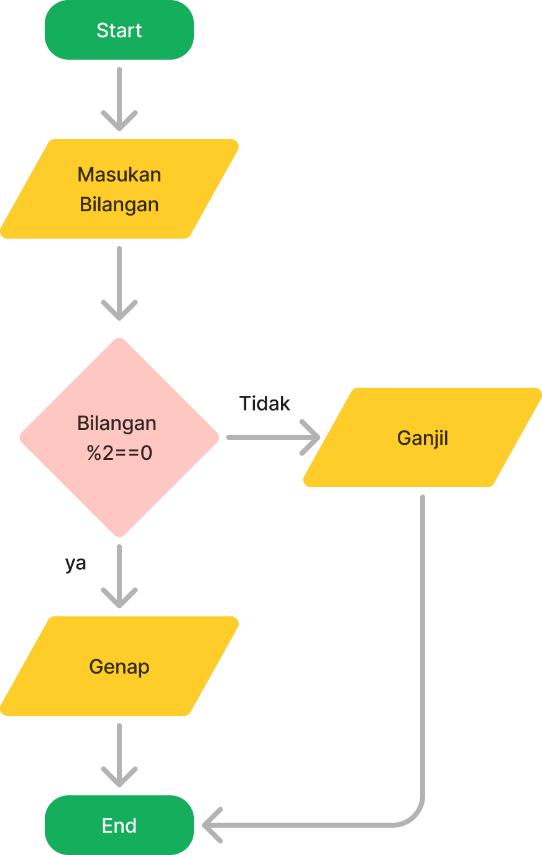 Start
Masukan
Bilangan
Bilangan
%2==0
Tidak
Ganjil
ya
Genap
End